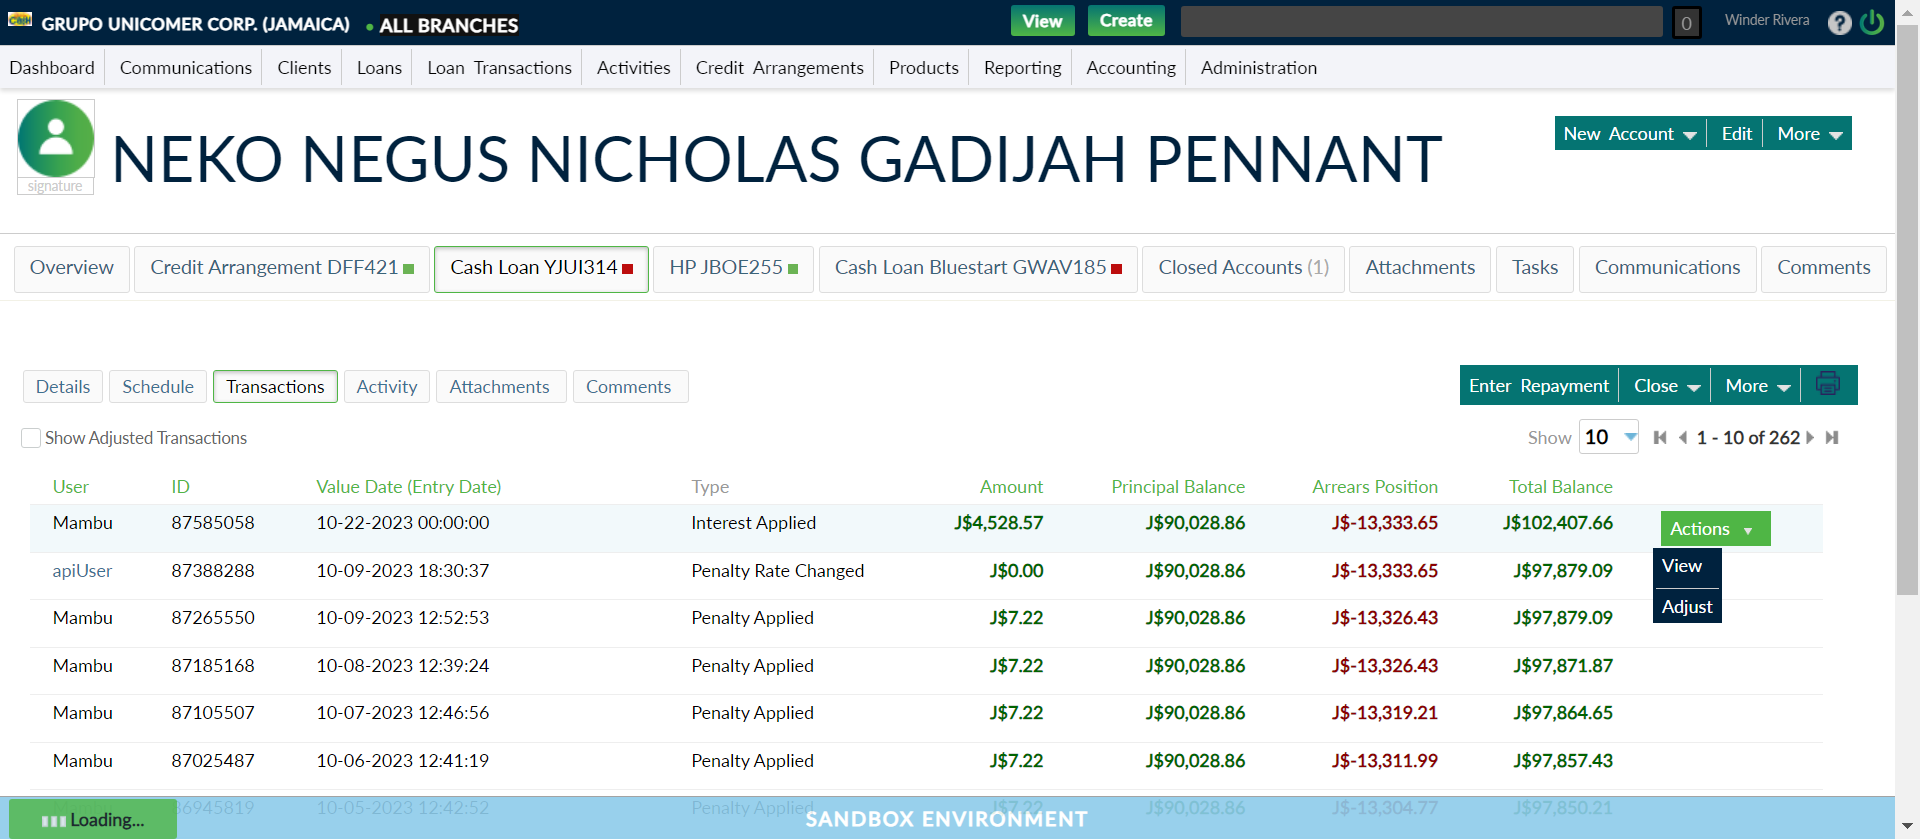 GRUPO UNICOMER CORP. (JAMAICA) • ALL BRANCHES View Create 0 Winder Rivera ?
Dashboard Communications Clients Loans Loan Transactions Activities Credit Arrangements Products Reporting Accounting Administration
signature
NEKO NEGUS NICHOLAS GADIJAH PENNANT
New Account Edit More
Overview Credit Arrangement DFF421 Cash Loan YJUI314 HP JBOE255 Cash Loan Bluestart GWAV185 Closed Accounts (1) Attachments Tasks Communications Comments
Details Schedule Transactions Activity Attachments Comments Enter Repayment Close More
Show Adjusted Transactions Show 10 1 - 10 of 262
User ID Value Date (Entry Date) Type Amount Principal Balance Arrears Position Total Balance
Mambu 87585058 10-22-2023 00:00:00 Interest Applied J$4,528.57 J$90,028.86 J$-13,333.65 J$102,407.66 Actions
View
Adjust
apiUser 87388288 10-09-2023 18:30:37 Penalty Rate Changed J$0.00 J$90,028.86 J$-13,333.65 J$97,879.09
Mambu 87265550 10-09-2023 12:52:53 Penalty Applied J$7.22 J$90,028.86 J$-13,326.43 J$97,879.09
Mambu 87185168 10-08-2023 12:39:24 Penalty Applied J$7.22 J$90,028.86 J$-13,326.43 J$97,871.87
Mambu 87105507 10-07-2023 12:46:56 Penalty Applied J$7.22 J$90,028.86 J$-13,319.21 J$97,864.65
Mambu 87025487 10-06-2023 12:41:19 Penalty Applied J$7.22 J$90,028.86 J$-13,311.99 J$97,857.43
Mambu 86945819 10-05-2023 12:42:52 Penalty Applied J$7.22 J$90,028.86 J$-13,304.77 J$97,850.21
Loading... SANDBOX ENVIRONMENT